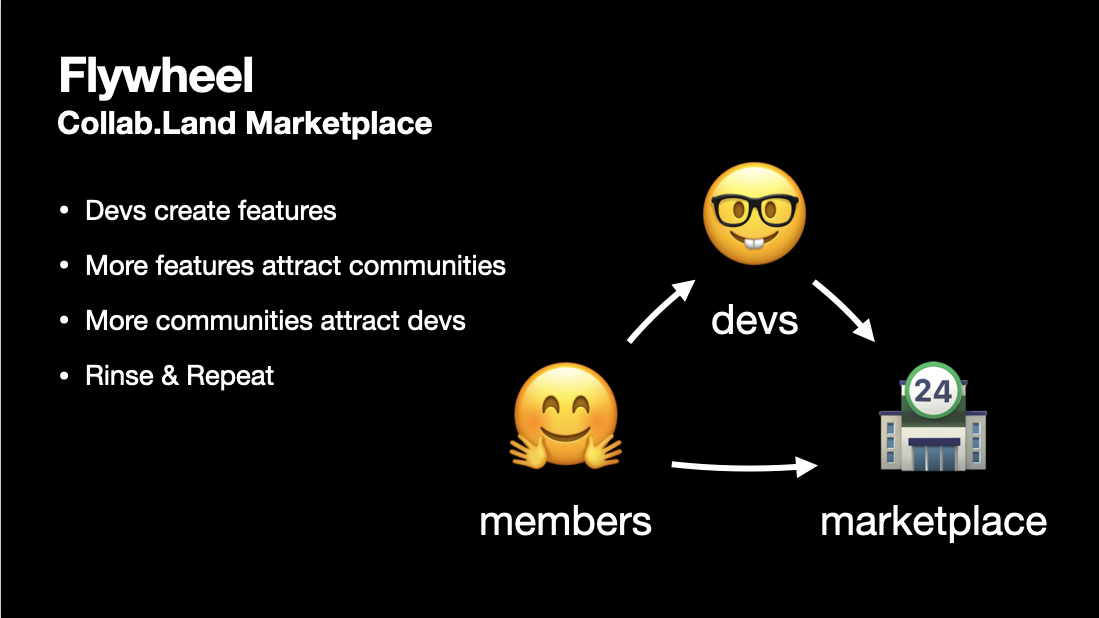 Flywheel
Collab.Land Marketplace
• Devs create features
• More features attract communities
• More communities attract devs
• Rinse & Repeat
devs
24
members
marketplace